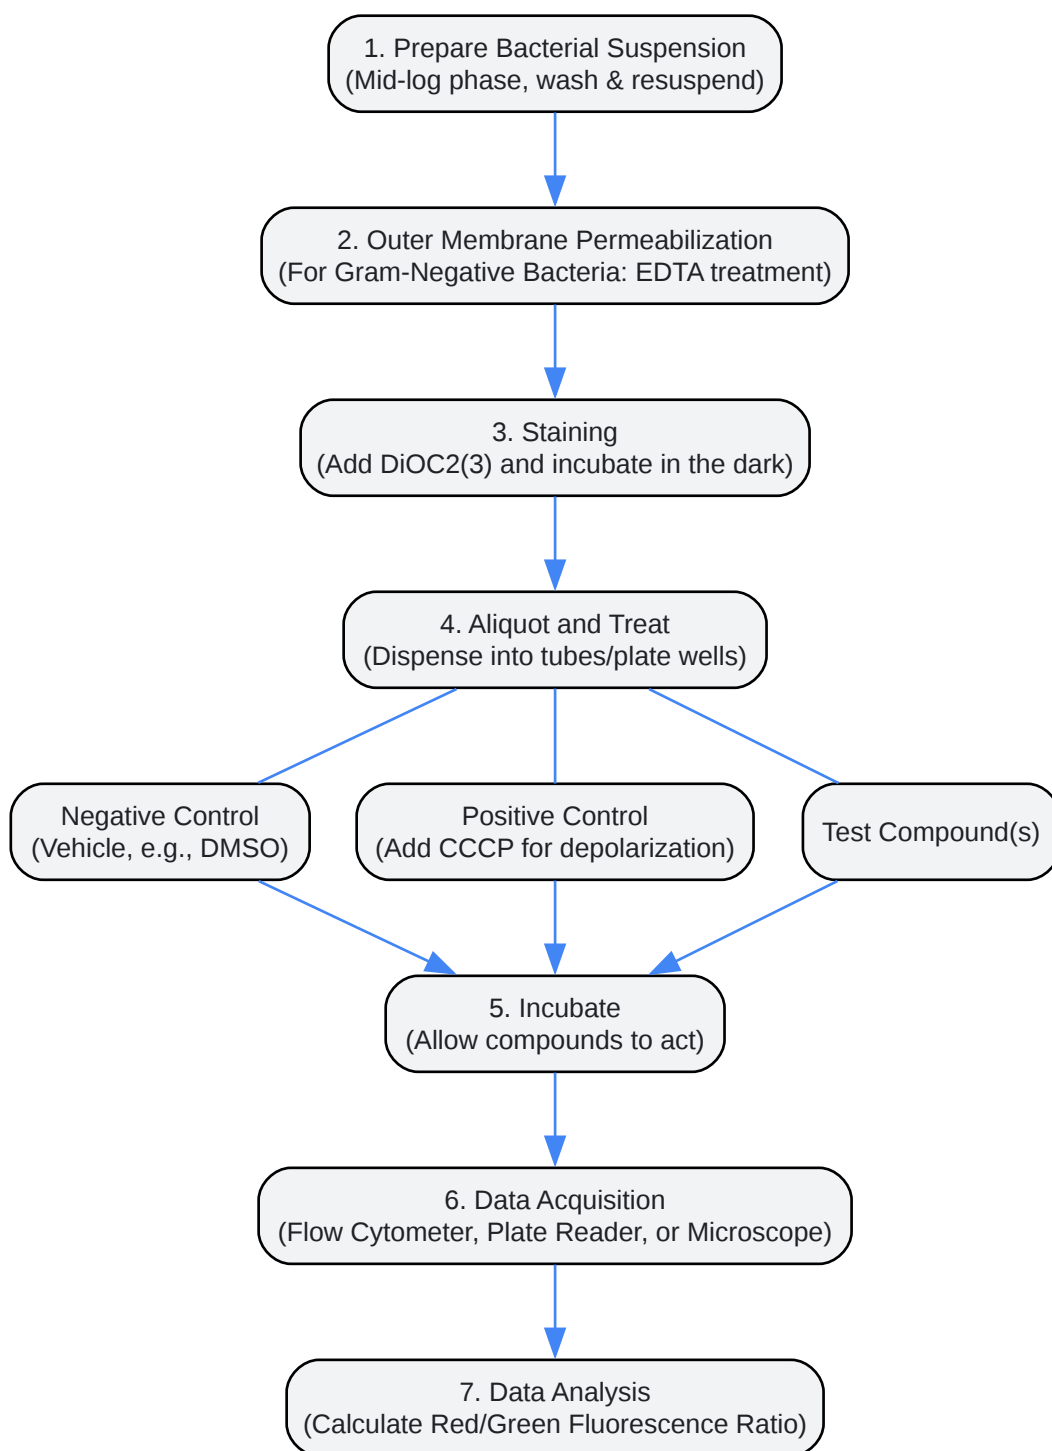 1. Prepare Bacterial Suspension
(Mid-log phase, wash & resuspend)
2. Outer Membrane Permeabilization
(For Gram-Negative Bacteria: EDTA treatment)
3. Staining
(Add DiOC2(3) and incubate in the dark)
4. Aliquot and Treat
(Dispense into tubes/plate wells)
Negative Control
(Vehicle, e.g., DMSO)
Positive Control
(Add CCCP for depolarization)
Test Compound(s)
5. Incubate
(Allow compounds to act)
6. Data Acquisition
(Flow Cytometer, Plate Reader, or Microscope)
7. Data Analysis
(Calculate Red/Green Fluorescence Ratio)